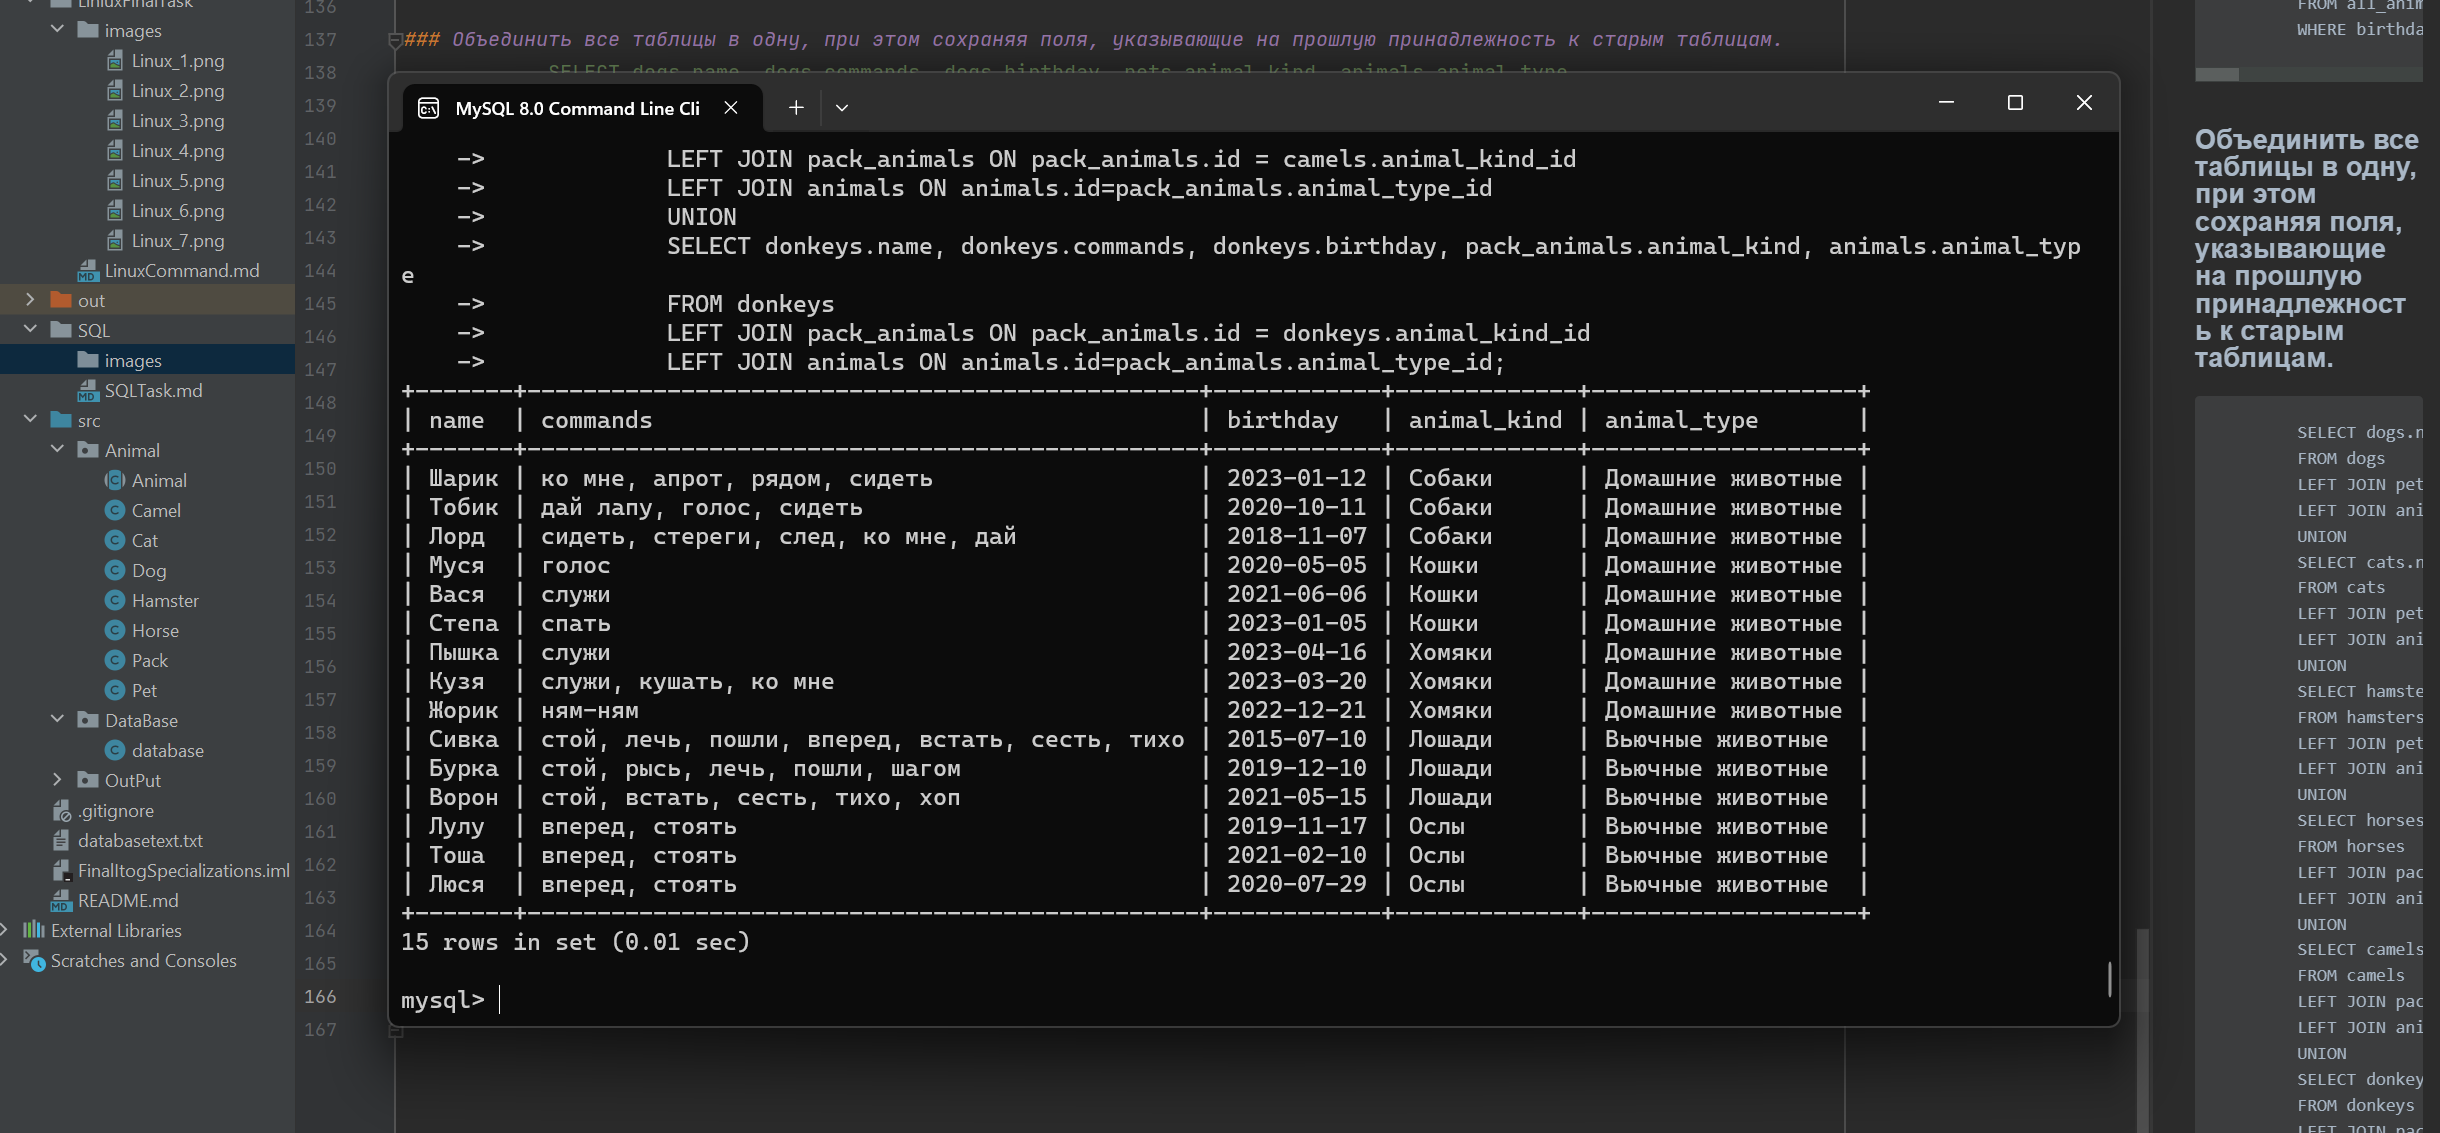 LinuxFinalTask
images
Linux_1.png
Linux_2.png
Linux_3.png
Linux_4.png
Linux_5.png
Linux_6.png
Linux_7.png
LinuxCommand.md
out
SQL
images
SQLTask.md
src
Animal
Animal
Camel
Cat
Dog
Hamster
Horse
Pack
Pet
DataBase
database
OutPut
.gitignore
databasetext.txt
FinalItogSpecializations.iml
README.md
External Libraries
Scratches and Consoles
136
137
138
139
140
141
142
143
144
145
146
147
148
149
150
151
152
153
154
155
156
157
158
159
160
161
162
163
164
165
166
167
### Объединить все таблицы в одну, при этом сохраняя поля, указывающие на прошлую принадлежность к старым таблицам.
SELECT dogs.name, dogs.commands, dogs.birthday, pets.animal_kind, animals.animal_type
MySQL 8.0 Command Line Cli
-> LEFT JOIN pack_animals ON pack_animals.id = camels.animal_kind_id
-> LEFT JOIN animals ON animals.id=pack_animals.animal_type_id
-> UNION
-> SELECT donkeys.name, donkeys.commands, donkeys.birthday, pack_animals.animal_kind, animals.animal_typ
e
-> FROM donkeys
-> LEFT JOIN pack_animals ON pack_animals.id = donkeys.animal_kind_id
-> LEFT JOIN animals ON animals.id=pack_animals.animal_type_id;
| name | commands | birthday | animal_kind | animal_type |
| Шарик | ко мне, апрот, рядом, сидеть | 2023-01-12 | Собаки | Домашние животные |
| Тобик | дай лапу, голос, сидеть | 2020-10-11 | Собаки | Домашние животные |
| Лорд | сидеть, стереги, след, ко мне, дай | 2018-11-07 | Собаки | Домашние животные |
| Муся | голос | 2020-05-05 | Кошки | Домашние животные |
| Вася | служи | 2021-06-06 | Кошки | Домашние животные |
| Степа | спать | 2023-01-05 | Кошки | Домашние животные |
| Пышка | служи | 2023-04-16 | Хомяки | Домашние животные |
| Кузя | служи, кушать, ко мне | 2023-03-20 | Хомяки | Домашние животные |
| Жорик | ням-ням | 2022-12-21 | Хомяки | Домашние животные |
| Сивка | стой, лечь, пошли, вперед, встать, сесть, тихо | 2015-07-10 | Лошади | Вьючные животные |
| Бурка | стой, рысь, лечь, пошли, шагом | 2019-12-10 | Лошади | Вьючные животные |
| Ворон | стой, встать, сесть, тихо, хоп | 2021-05-15 | Лошади | Вьючные животные |
| Лулу | вперед, стоять | 2019-11-17 | Ослы | Вьючные животные |
| Тоша | вперед, стоять | 2021-02-10 | Ослы | Вьючные животные |
| Люся | вперед, стоять | 2020-07-29 | Ослы | Вьючные животные |
15 rows in set (0.01 sec)
mysql>
FROM all_anim
WHERE birthda
Объединить все
таблицы в одну,
при этом
сохраняя поля,
указывающие
на прошлую
принадлежност
ь к старым
таблицам.
SELECT dogs.n
FROM dogs
LEFT JOIN pet
LEFT JOIN ani
UNION
SELECT cats.n
FROM cats
LEFT JOIN pet
LEFT JOIN ani
UNION
SELECT hamste
FROM hamsters
LEFT JOIN pet
LEFT JOIN ani
UNION
SELECT horses
FROM horses
LEFT JOIN pac
LEFT JOIN ani
UNION
SELECT camels
FROM camels
LEFT JOIN pac
LEFT JOIN ani
UNION
SELECT donkey
FROM donkeys
LEFT JOIN pac